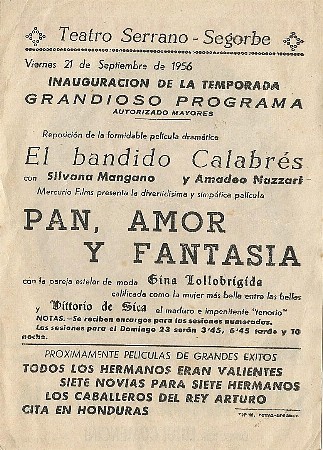 Teatro Serrano - Segorbe
Viernes 21 de Septiembre de 1956
INAUGURACION DE LA TEMPORADA
GRANDIOSO PROGRAMA
AUTORIZADO MAYORES
Reposición de la formidable película dramática
El bandido Calabrés
con Silvana Mangano y Amadeo Nazzari
Mercurio Films presenta la divernidísima y simpática película
PAN, AMOR
Y FANTASIA
con la pareja estelar de moda Gina Lollobrigida
calificada como la mujer más bella entre las bellas
y Vittorio de Sica el maduro e impenitente "tenorio"
NOTAS.-Se reciben encargos para las sesiones numeradas.
Las sesiones para el Domingo 23 serán 3'45, 6'45 tarde y 10
noche.
PROXIMAMENTE PELICULAS DE GRANDES EXITOS
TODOS LOS HERMANOS ERAN VALIENTES
SIETE NOVIAS PARA SIETE HERMANOS
LOS CABALLEROS DEL REY ARTURO
CITA EN HONDURAS